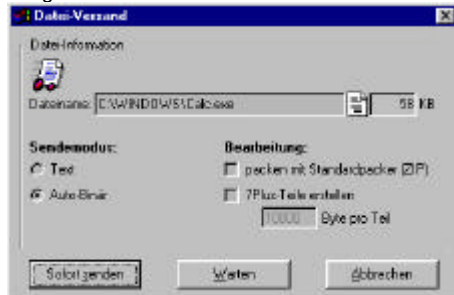 Datei-Versand
Datei-Information
Dateiname: C:\WINDOWS\Calc.exe 58 KB
Sendemodus: Bearbeitung:
Text packen mit Standardpacker (ZIP)
Auto-Binär 7Plus-Teile erstellen
10000 Byte pro Teil
Sofort senden Warten Abbrechen